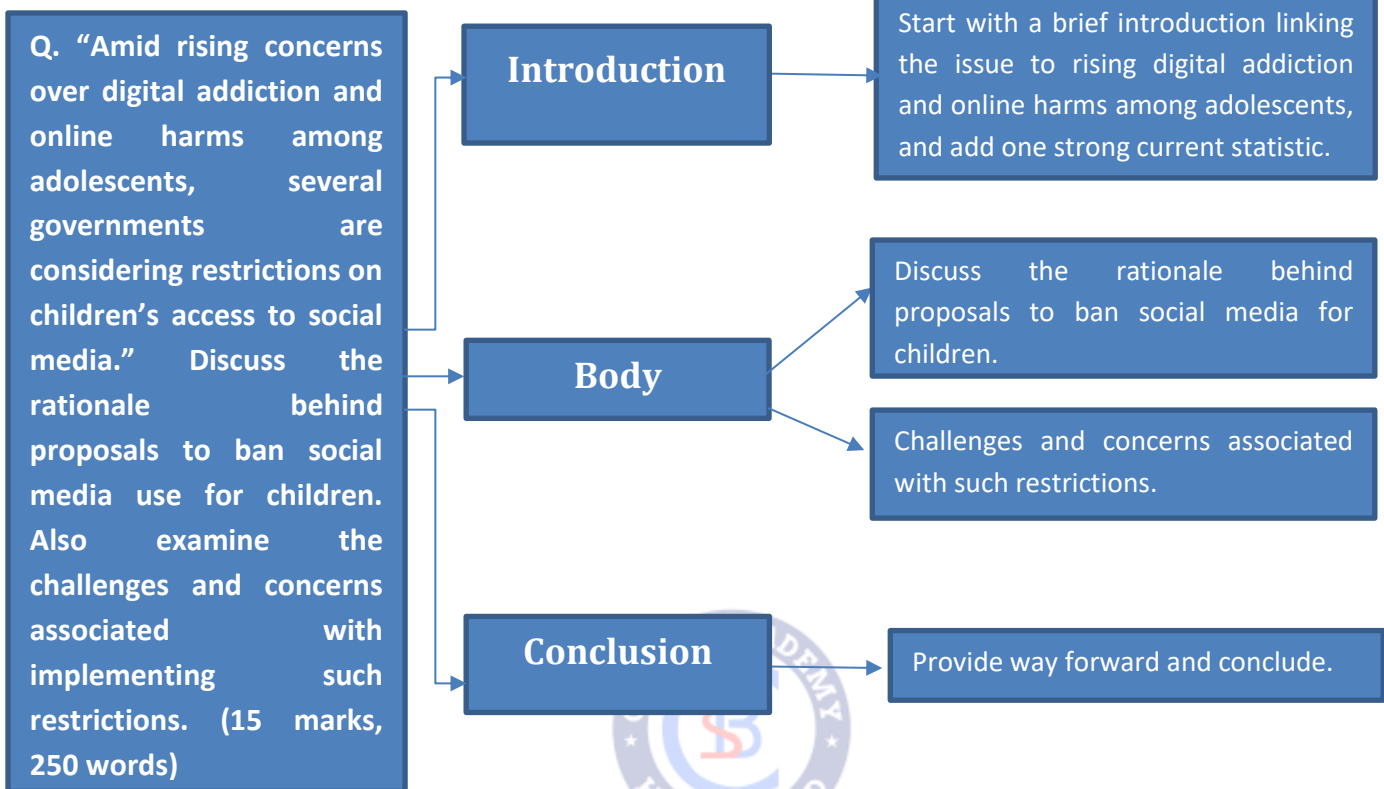 Q. “Amid rising concerns
over digital addiction and
online harms among
adolescents, several
governments are
considering restrictions on
children’s access to social
media.” Discuss the
rationale behind
proposals to ban social
media use for children.
Also examine the
challenges and concerns
associated with
implementing such
restrictions. (15 marks,
250 words)
Introduction
Start with a brief introduction linking
the issue to rising digital addiction
and online harms among adolescents,
and add one strong current statistic.
Body
Discuss the rationale behind
proposals to ban social media for
children.
Challenges and concerns associated
with such restrictions.
Conclusion
Provide way forward and conclude.